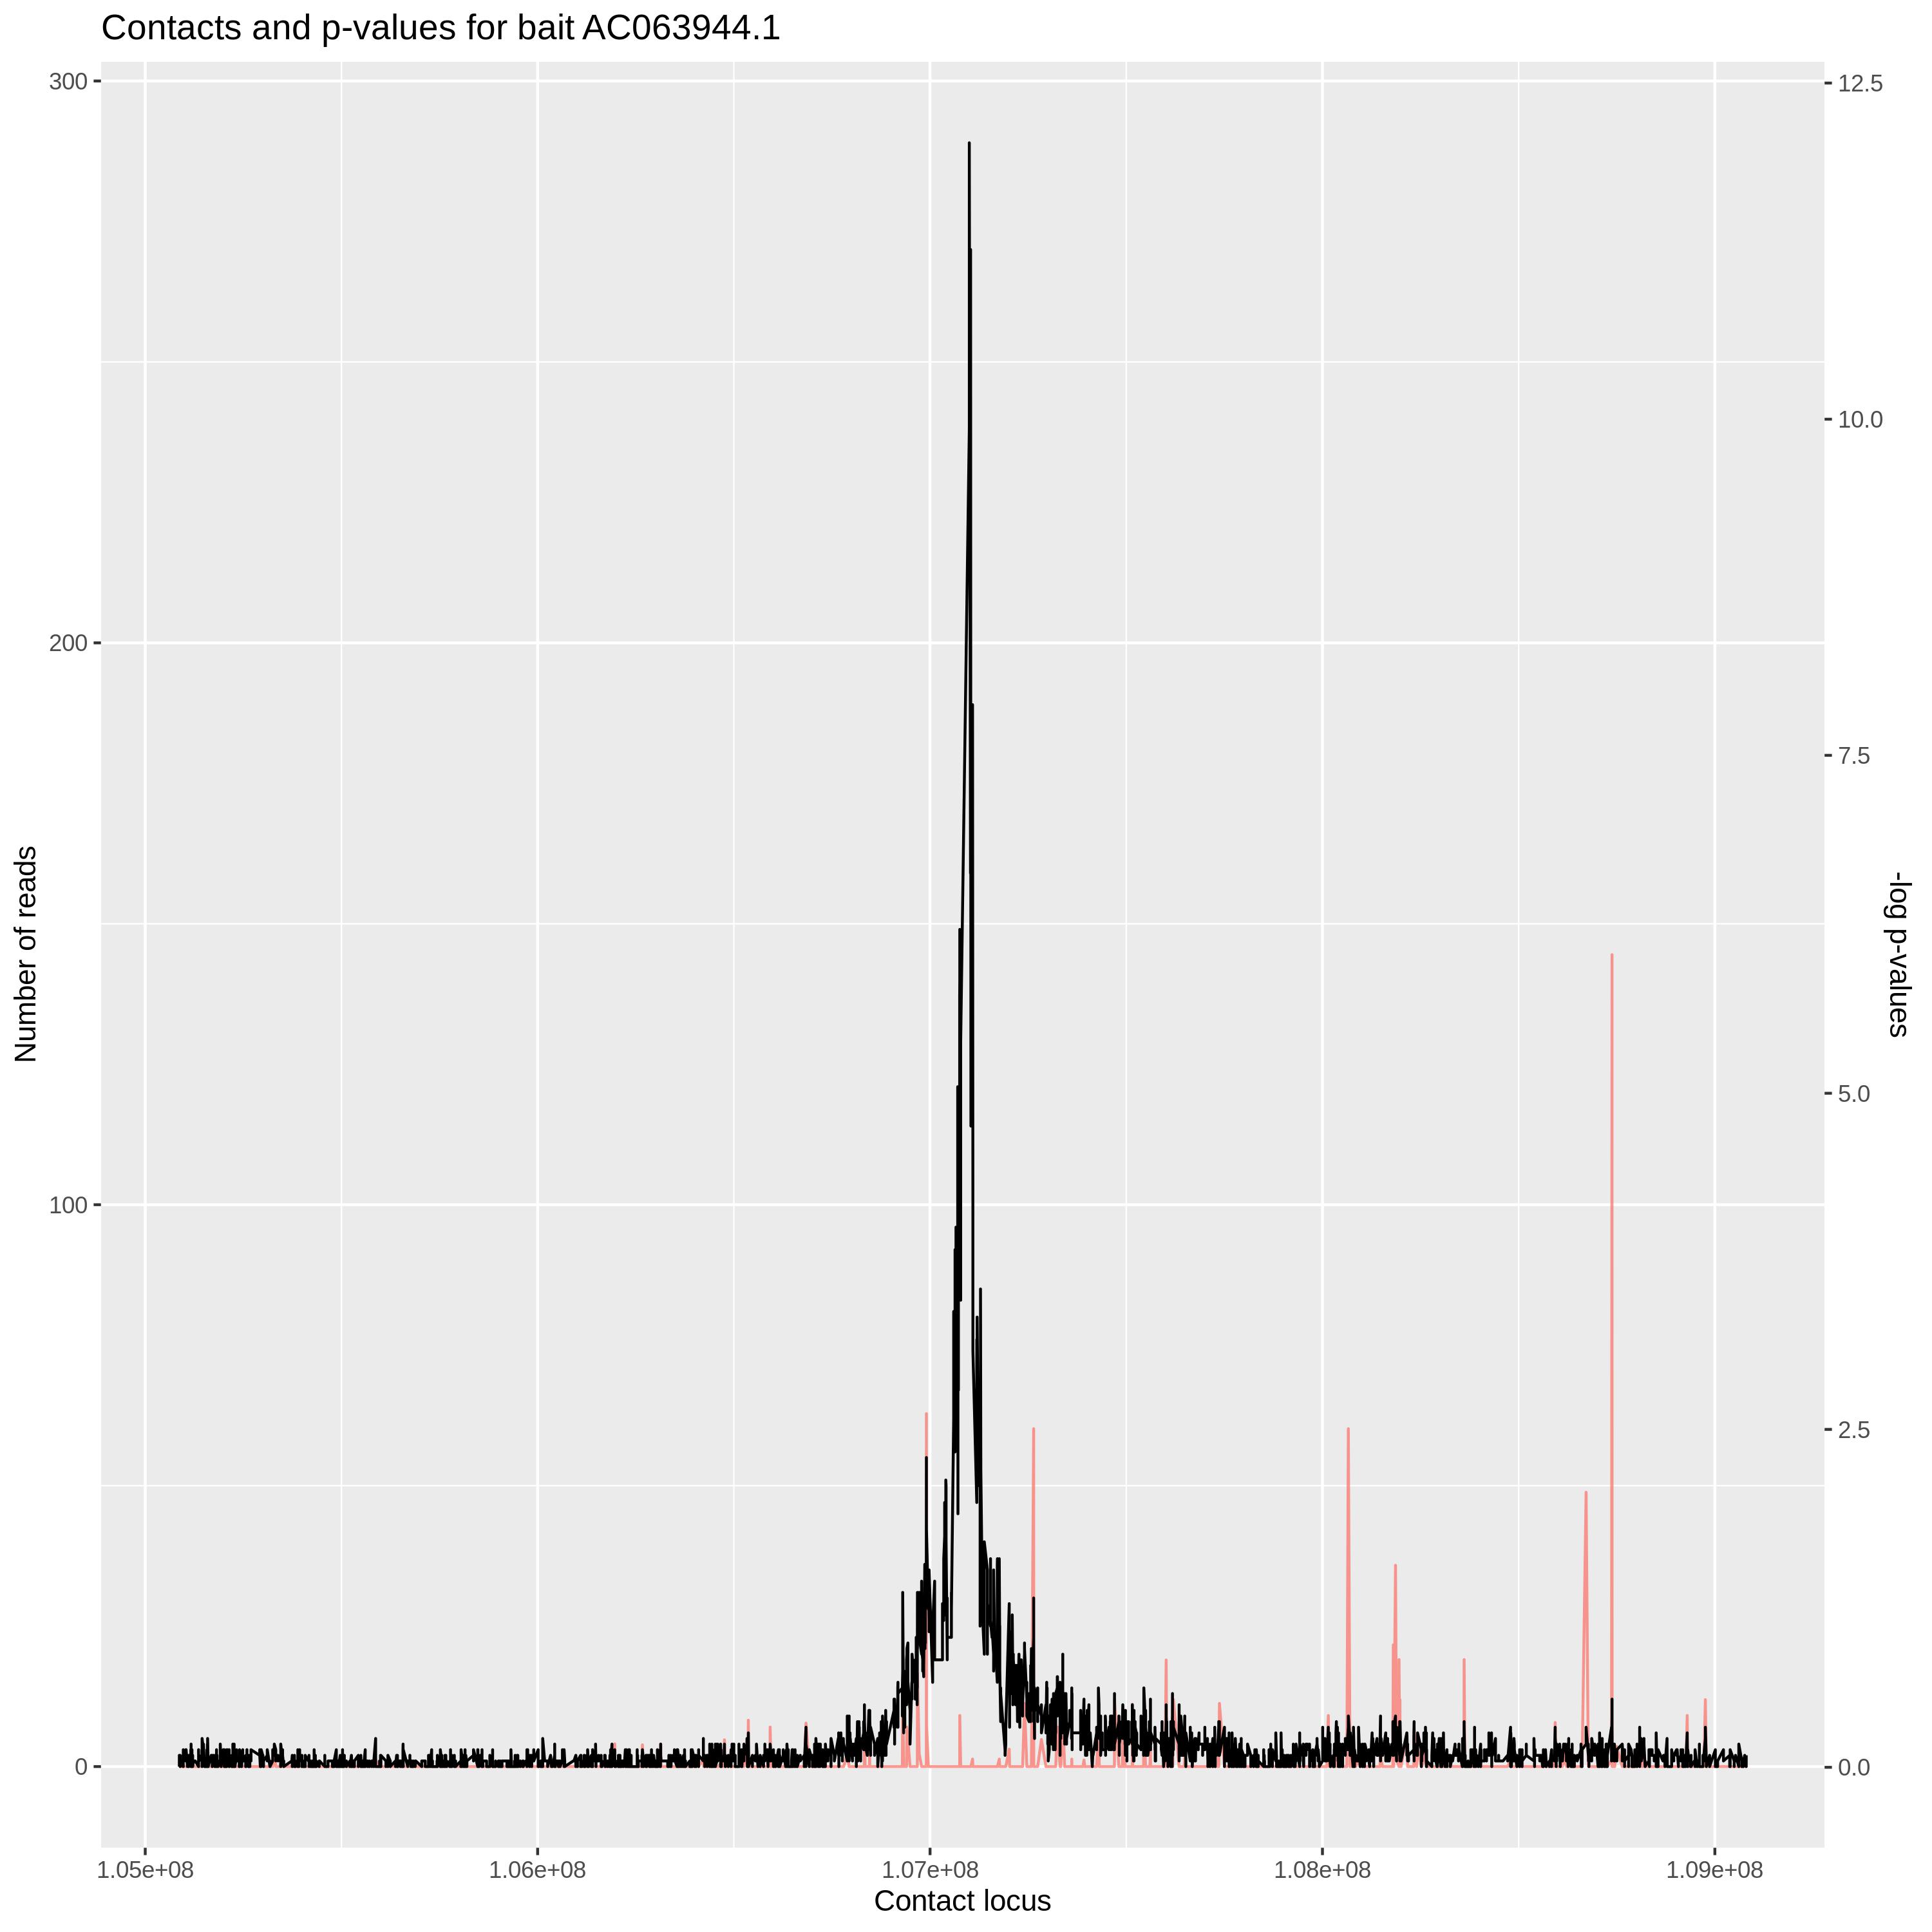 Contacts and p-values for bait AC063944.1
300
200
100
0
Number of reads
12.5
10.0
7.5
5.0
2.5
0.0
-log p-values
1.05e+08 1.06e+08 1.07e+08 1.08e+08 1.09e+08
Contact locus